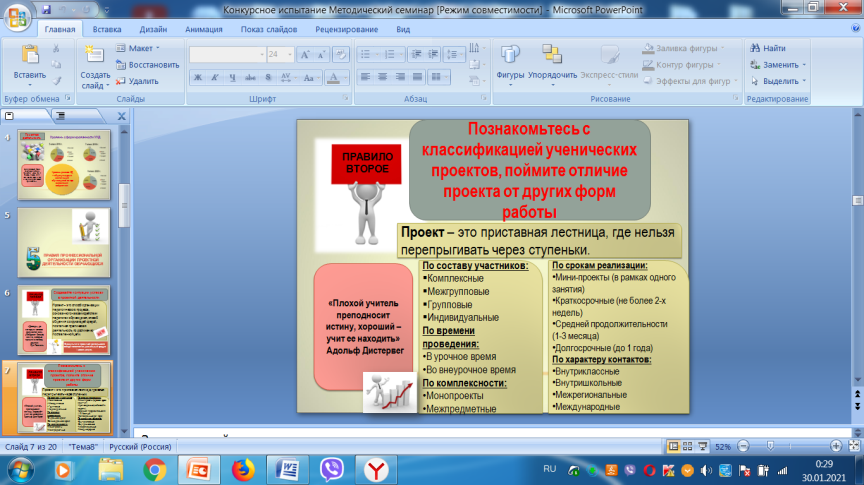 Конкурсное испытание Методический семинар [Режим совместимости] - Microsoft PowerPoint
Главная Вставка Дизайн Анимация Показ слайдов Рецензирование Вид
Вставить
Создать слайд
Макет
Восстановить
Удалить
24
Ж К Ч abc S AV Aa A
Фигуры Упорядочить Экспресс-стили
Заливка фигуры
Контур фигуры
Эффекты для фигур
Найти
Заменить
Выделить
Буфер обмена Слайды Шрифт Абзац Рисование Редактирование
4
5
6
7
ПРАВИЛО
ВТОРОЕ
Познакомьтесь с
классификацией ученических
проектов, поймите отличие
проекта от других форм
работы
Проект – это приставная лестница, где нельзя
перепрыгивать через ступеньки.
«Плохой учитель
преподносит
истину, хороший –
учит ее находить»
Адольф Дистервег
По составу участников:
•Комплексные
•Межгрупповые
•Групповые
•Индивидуальные
По времени
проведения:
•В урочное время
•Во внеурочное время
По комплексности:
•Монопроекты
•Межпредметные
По срокам реализации:
•Мини-проекты (в рамках одного
занятия)
•Краткосрочные (не более 2-х
недель)
•Средней продолжительности
(1-3 месяца)
•Долгосрочные (до 1 года)
По характеру контактов:
•Внутриклассные
•Внутришкольные
•Межрегиональные
•Международные
Слайд 7 из 20 "Тема8" Русский (Россия) 52%
RU
0:29
30.01.2021